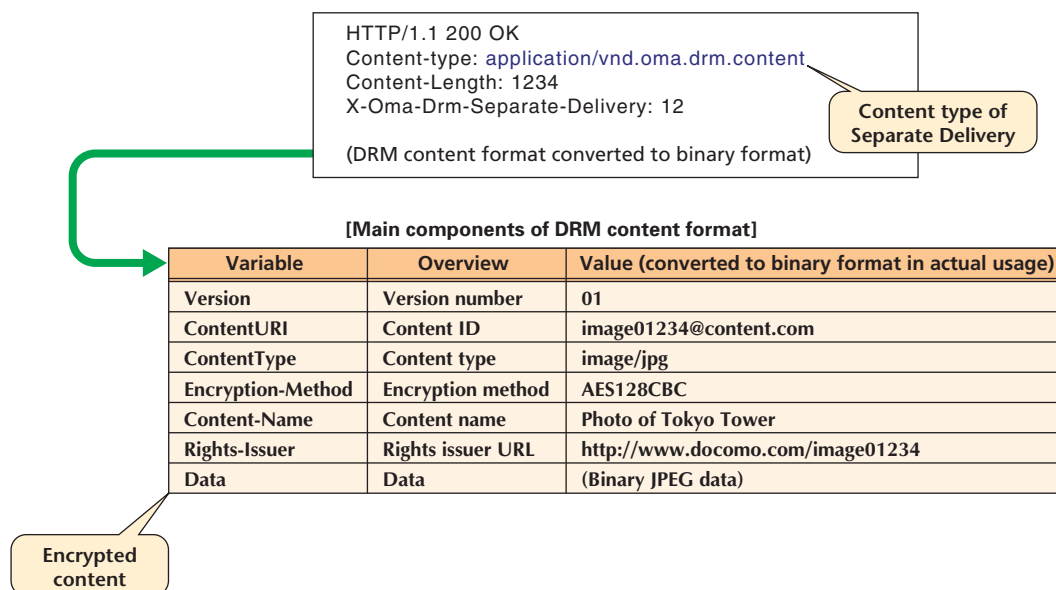 HTTP/1.1 200 OK
Content-type: application/vnd.oma.drm.content
Content-Length: 1234
X-Oma-Drm-Separate-Delivery: 12
(DRM content format converted to binary format)
Content type of
Separate Delivery
[Main components of DRM content format]
Variable Overview Value (converted to binary format in actual usage)
Version Version number 01
ContentURI Content ID image01234@content.com
ContentType Content type image/jpg
Encryption-Method Encryption method AES128CBC
Content-Name Content name Photo of Tokyo Tower
Rights-Issuer Rights issuer URL http://www.docomo.com/image01234
Data Data (Binary JPEG data)
Encrypted
content